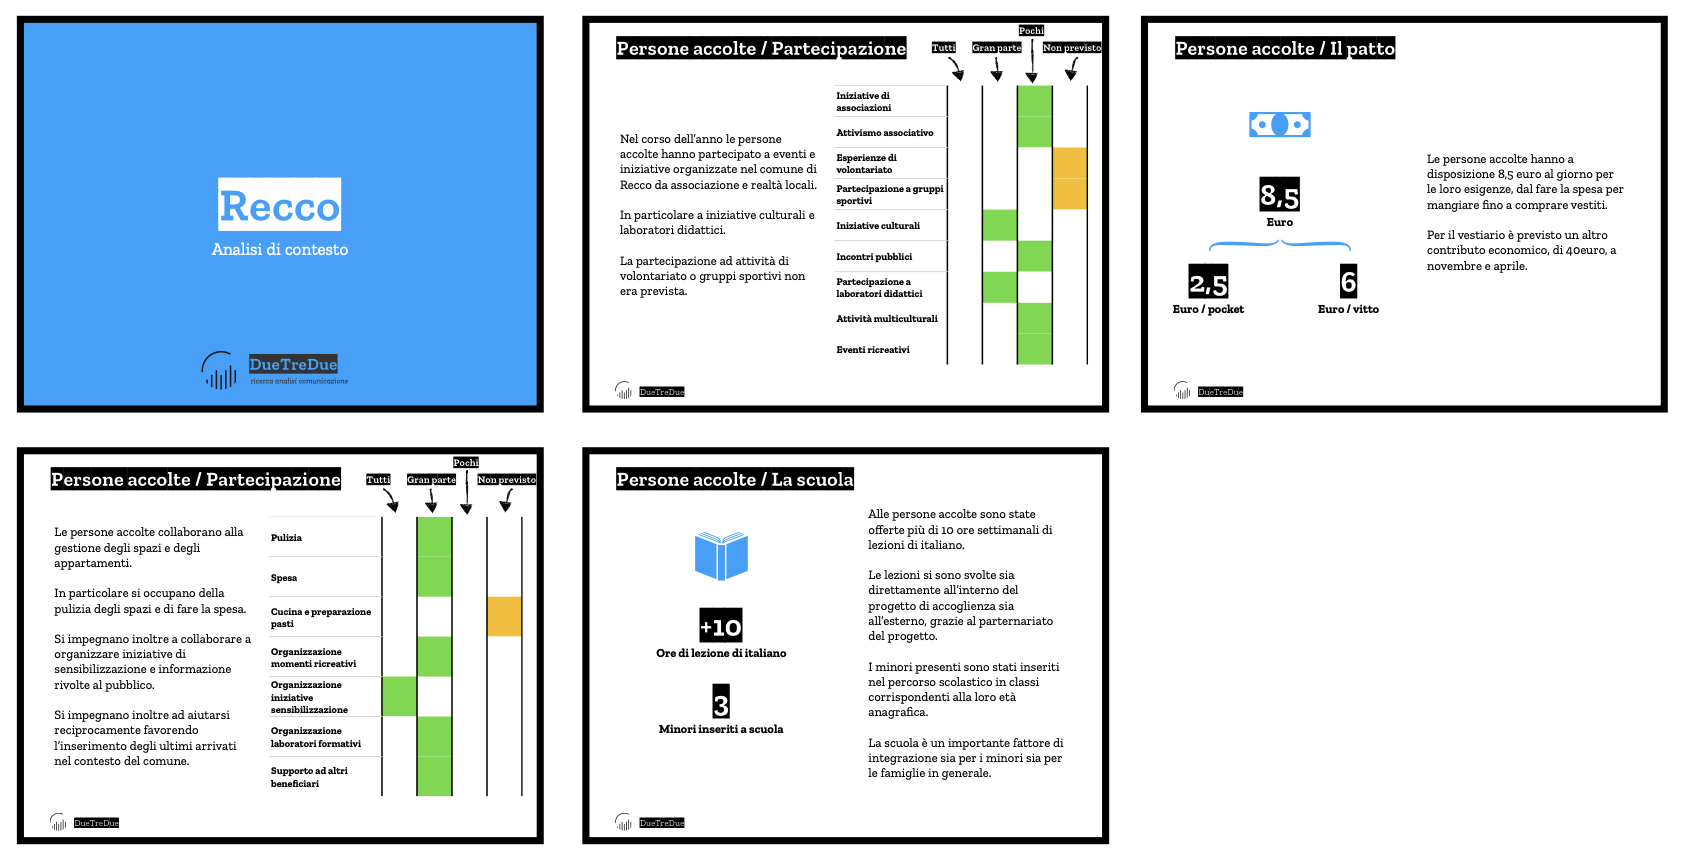 Recco
Analisi di contesto
DueTreDue
ricerca analisi comunicazione
Persone accolte / Partecipazione
Tutti
Gran parte
Pochi
Non previsto
Nel corso dell'anno le persone
accolte hanno partecipato a eventi e
iniziative organizzate nel comune di
Recco da associazione e realtà locali.
In particolare a iniziative culturali e
laboratori didattici.
La partecipazione ad attività di
volontariato o gruppi sportivi non
era prevista.
Iniziative di
associazioni
Attivismo associativo
Esperienze di
volontariato
Partecipazione a gruppi
sportivi
Iniziative culturali
Incontri pubblici
Partecipazione a
laboratori didattici
Attività multiculturali
Eventi ricreativi
DueTreDue
Persone accolte / Il patto
8,5
Euro
2,5
Euro / pocket
6
Euro / vitto
Le persone accolte hanno a
disposizione 8,5 euro al giorno per
le loro esigenze, dal fare la spesa per
mangiare fino a comprare vestiti.
Per il vestiario è previsto un altro
contributo economico, di 40euro, a
novembre e aprile.
DueTreDue
Persone accolte / Partecipazione
Tutti
Gran parte
Pochi
Non previsto
Le persone accolte collaborano alla
gestione degli spazi e degli
appartamenti.
In particolare si occupano della
pulizia degli spazi e di fare la spesa.
Si impegnano inoltre a collaborare a
organizzare iniziative di
sensibilizzazione e informazione
rivolte al pubblico.
Si impegnano inoltre ad aiutarsi
reciprocamente favorendo
l'inserimento degli ultimi arrivati
nel contesto del comune.
Pulizia
Spesa
Cucina e preparazione
pasti
Organizzazione
momenti ricreativi
Organizzazione
iniziative
sensibilizzazione
Organizzazione
laboratori formativi
Supporto ad altri
beneficiari
DueTreDue
Persone accolte / La scuola
+10
Ore di lezione di italiano
3
Minori inseriti a scuola
Alle persone accolte sono state
offerte più di 10 ore settimanali di
lezioni di italiano.
Le lezioni si sono svolte sia
direttamente all'interno del
progetto di accoglienza sia
all'esterno, grazie al parternariato
del progetto.
I minori presenti sono stati inseriti
nel percorso scolastico in classi
corrispondenti alla loro età
anagrafica.
La scuola è un importante fattore di
integrazione sia per i minori sia per
le famiglie in generale.
DueTreDue